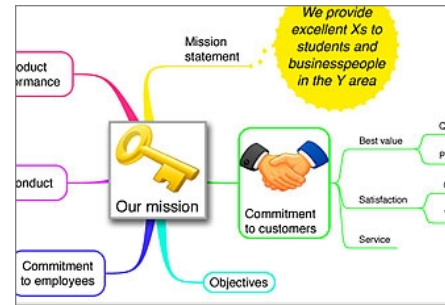 We provide
excellent Xs to
students and
businesspeople
in the Y area
Mission
statement
oduct
ormance
Best value
Our mission
onduct
Commitment
to customers
Satisfaction
Service
Commitment
to employees
Objectives